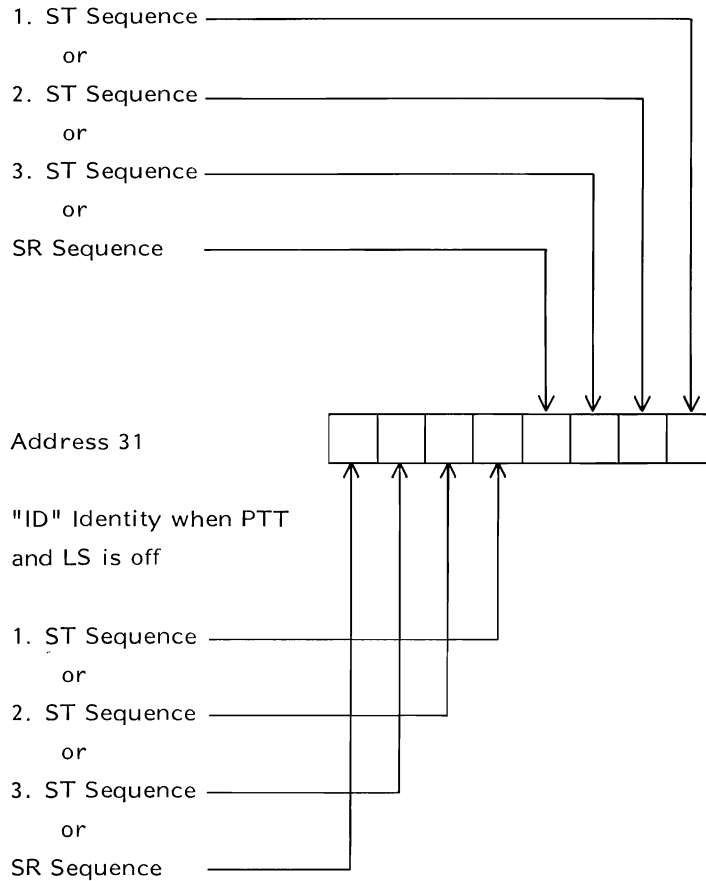 1. ST Sequence
or
2. ST Sequence
or
3. ST Sequence
or
SR Sequence
Address 31
"ID" Identity when PTT
and LS is off
1. ST Sequence
or
2. ST Sequence
or
3. ST Sequence
or
SR Sequence